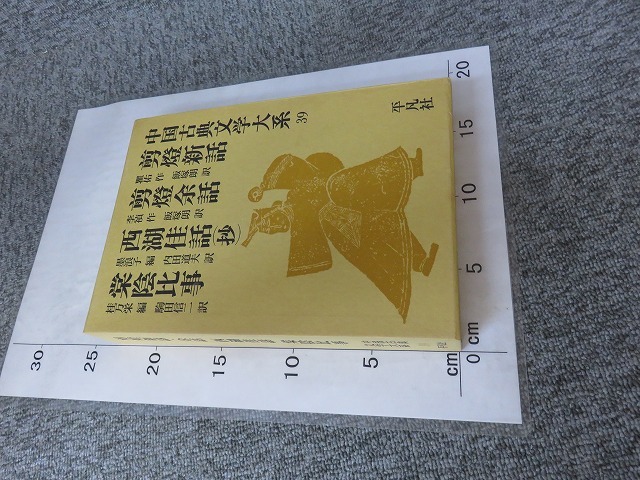 中国古典文学大系 39
剪燈新話
瞿佑 作 飯塚朗 訳
剪燈余話
李禎 作 飯塚朗 訳
西湖佳話(抄)
墨浪子 編 内田道夫 訳
棠陰比事
桂万栄 編 駒田信二 訳
平凡社
20
15
10
5
0 cm
cm
5
10
15
20
25
30